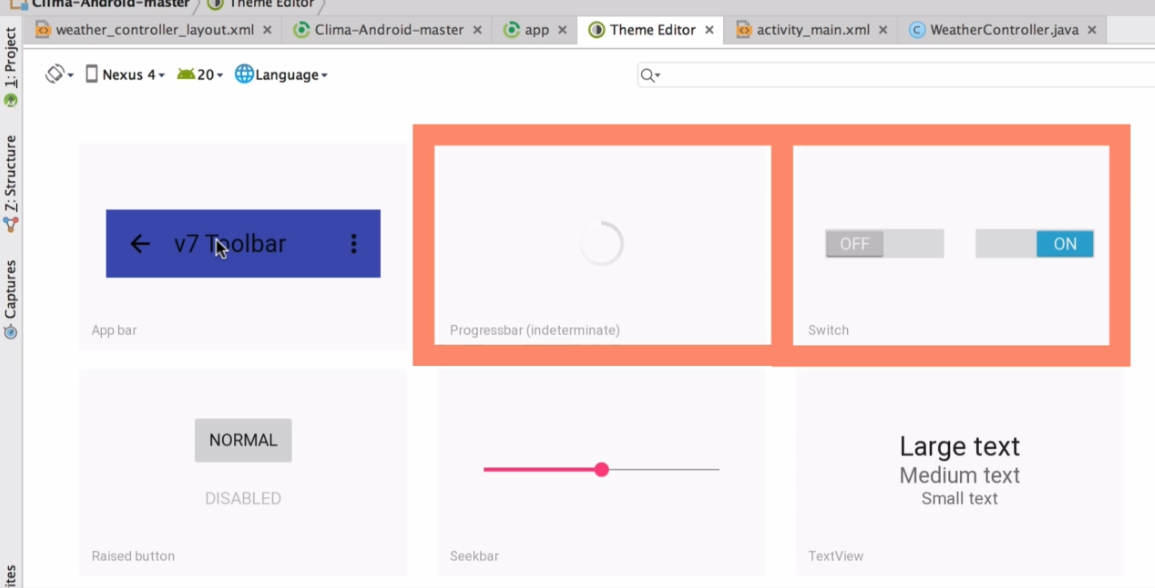 Clima-Android-master Theme Editor
weather_controller_layout.xml Clima-Android-master app Theme Editor activity_main.xml WeatherController.java
1: Project
Z: Structure
Captures
Nexus 4 20 Language
v7 Toolbar
App bar
Progressbar (indeterminate)
OFF ON
Switch
NORMAL
DISABLED
Raised button
Seekbar
Large text
Medium text
Small text
TextView